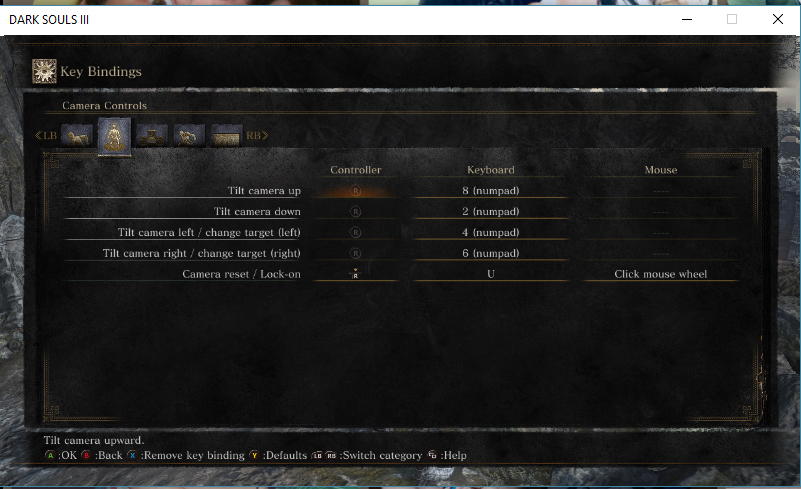 DARK SOULS III
Key Bindings
Camera Controls
LB RB
Controller Keyboard Mouse
Tilt camera up R 8 (numpad) ----
Tilt camera down R 2 (numpad) ----
Tilt camera left / change target (left) R 4 (numpad) ----
Tilt camera right / change target (right) R 6 (numpad) ----
Camera reset / Lock-on R U Click mouse wheel
Tilt camera upward.
A :OK B :Back X :Remove key binding Y :Defaults LB RB :Switch category :Help